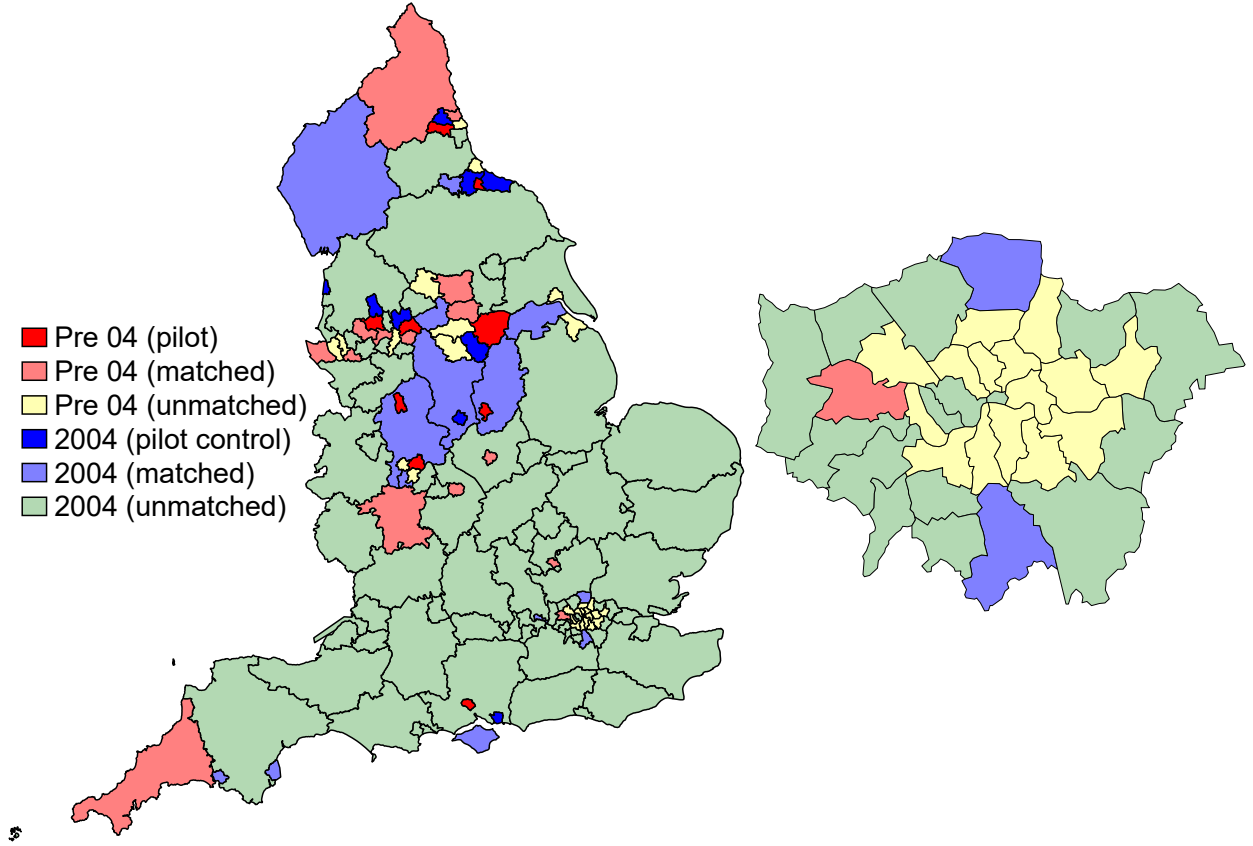 Pre 04 (pilot)
Pre 04 (matched)
Pre 04 (unmatched)
2004 (pilot control)
2004 (matched)
2004 (unmatched)